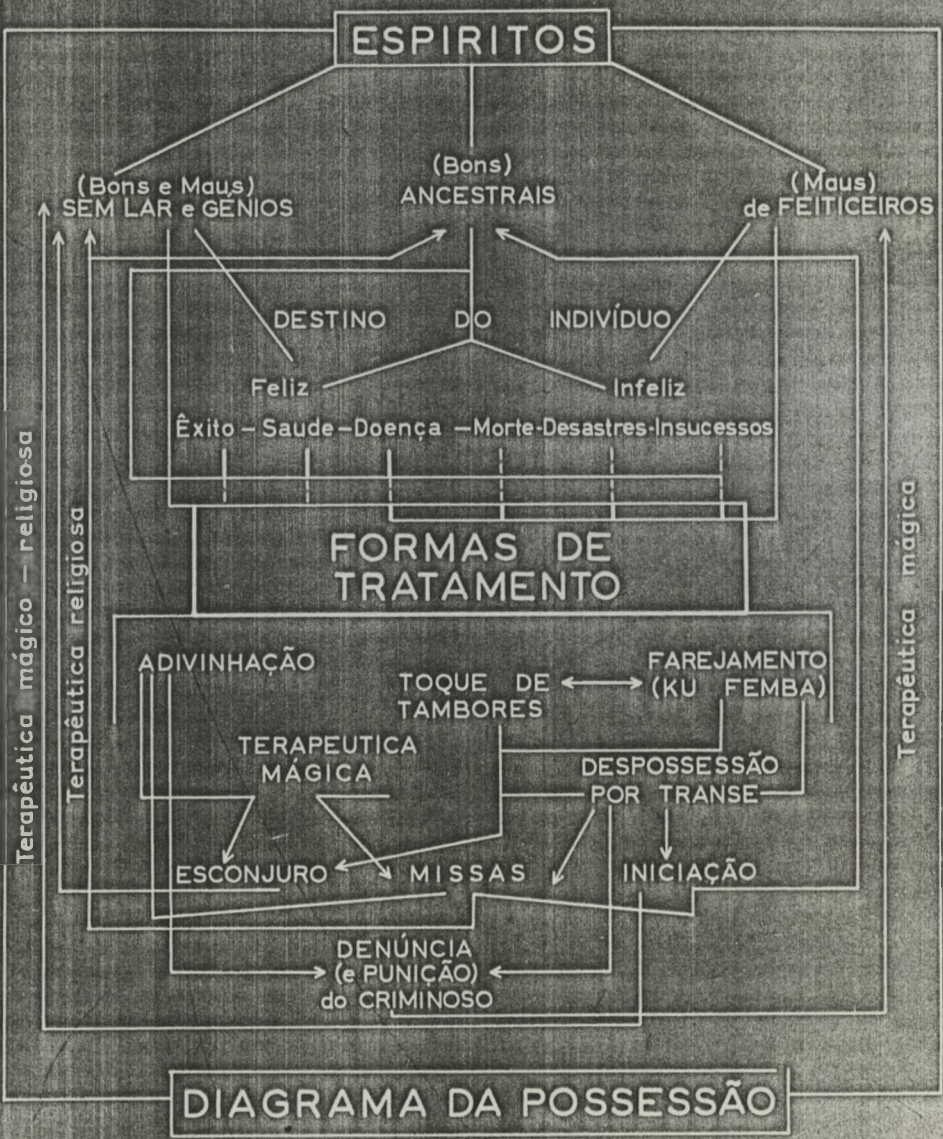 ESPIRITOS
(Bons e Maus)
SEM LAR e GÉNIOS
(Bons)
ANCESTRAIS
(Maus)
de FEITICEIROS
DESTINO DO INDIVÍDUO
Feliz
Infeliz
Êxito - Saude - Doença - Morte-Desastres-Insucessos
FORMAS DE
TRATAMENTO
Terapêutica mágico - religiosa
Terapêutica religiosa
Terapêutica mágica
ADIVINHAÇÃO
TOQUE DE
TAMBORES
FAREJAMENTO
(KU FEMBA)
TERAPEUTICA
MÁGICA
DESPOSSESSÃO
POR TRANSE
ESCONJURO
MISSAS
INICIAÇÃO
DENÚNCIA
(e PUNIÇÃO)
do CRIMINOSO
DIAGRAMA DA POSSESSÃO